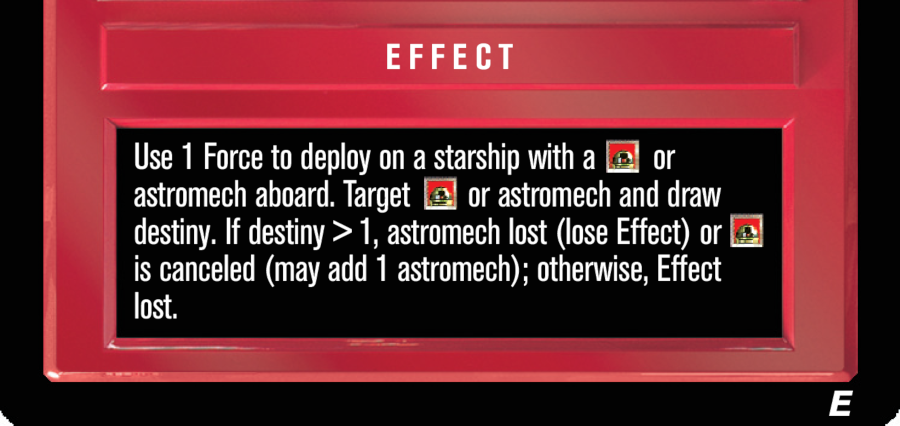 EFFECT
Use 1 Force to deploy on a starship with a or
astromech aboard. Target or astromech and draw
destiny. If destiny > 1, astromech lost (lose Effect) or
is canceled (may add 1 astromech); otherwise, Effect
lost.
E